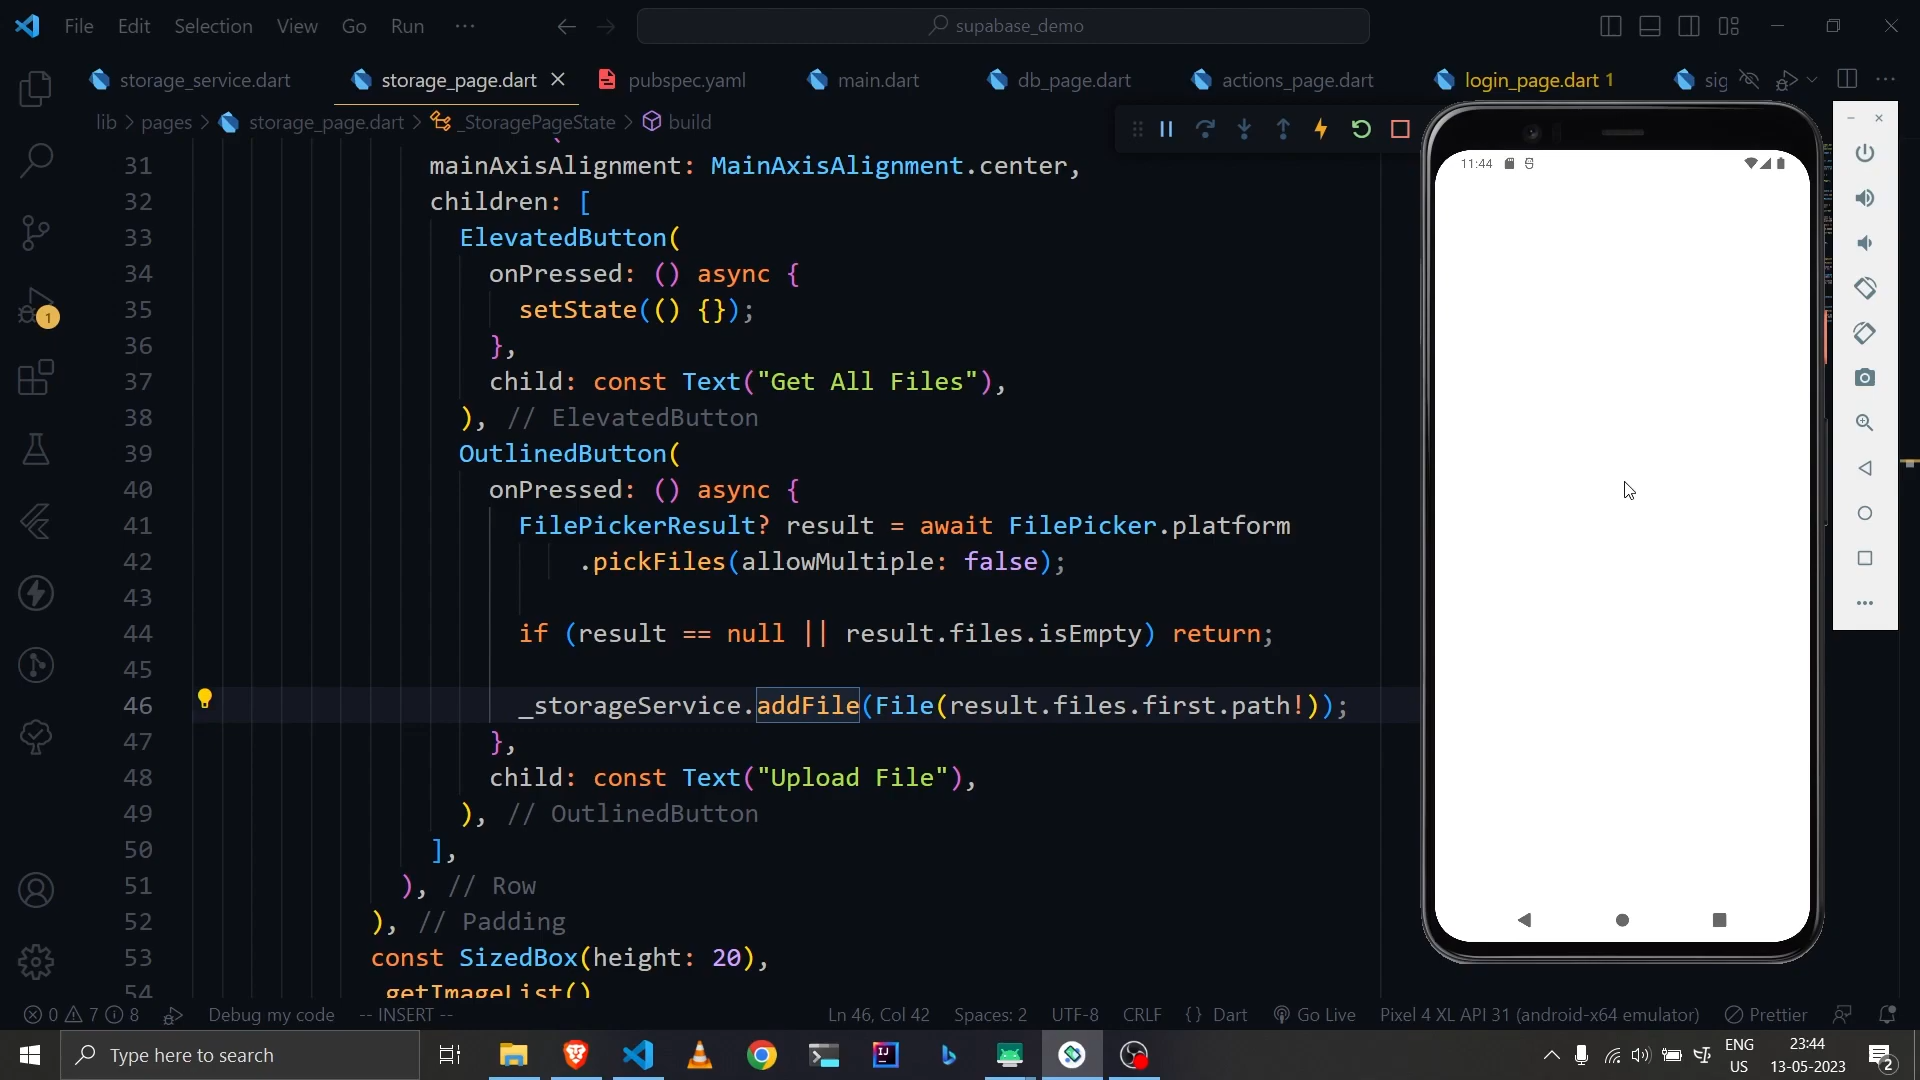 File Edit Selection View Go Run ··· supabase_demo
storage_service.dart storage_page.dart pubspec.yaml main.dart db_page.dart actions_page.dart login_page.dart 1 sig
lib > pages > storage_page.dart > _StoragePageState > build
31 mainAxisAlignment: MainAxisAlignment.center,
32 children: [
33 ElevatedButton(
34 onPressed: () async {
35 setState(() {});
36 },
37 child: const Text("Get All Files"),
38 ), // ElevatedButton
39 OutlinedButton(
40 onPressed: () async {
41 FilePickerResult? result = await FilePicker.platform
42 .pickFiles(allowMultiple: false);
43
44 if (result == null || result.files.isEmpty) return;
45
46 _storageService.addFile(File(result.files.first.path!));
47 },
48 child: const Text("Upload File"),
49 ), // OutlinedButton
50 ],
51 ), // Row
52 ), // Padding
53 const SizedBox(height: 20),
54 getImageList()
11:44
1
0 7 8 Debug my code -- INSERT -- Ln 46, Col 42 Spaces: 2 UTF-8 CRLF {} Dart Go Live Pixel 4 XL API 31 (android-x64 emulator) Prettier
Type here to search
ENG
US
23:44
13-05-2023
2